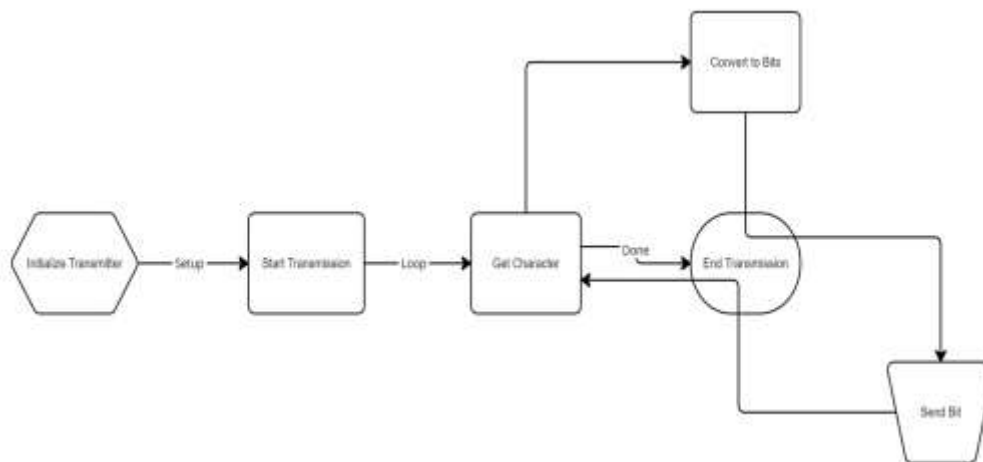 Convert to Bits
Initialize Transmitter
Setup
Start Transmission
Loop
Get Character
Done
End Transmission
Send Bit